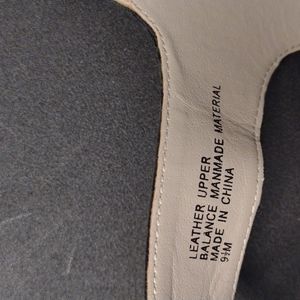 LEATHER UPPER
BALANCE MANMADE MATERIAL
MADE IN CHINA
9½M